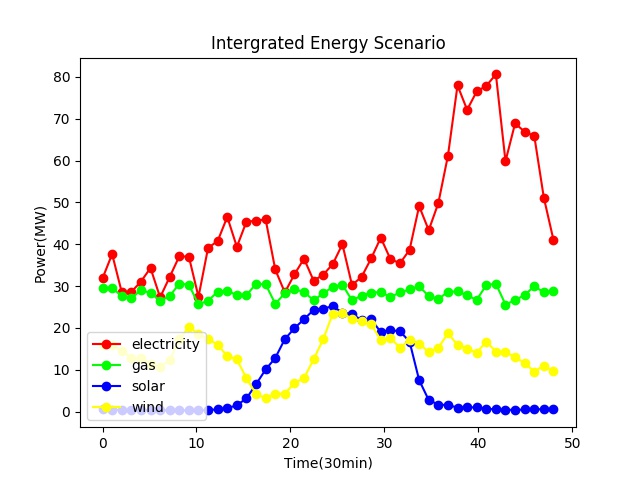 Intergrated Energy Scenario
Power(MW)
80
70
60
50
40
30
20
10
0
electricity
gas
solar
wind
0 10 20 30 40 50
Time(30min)